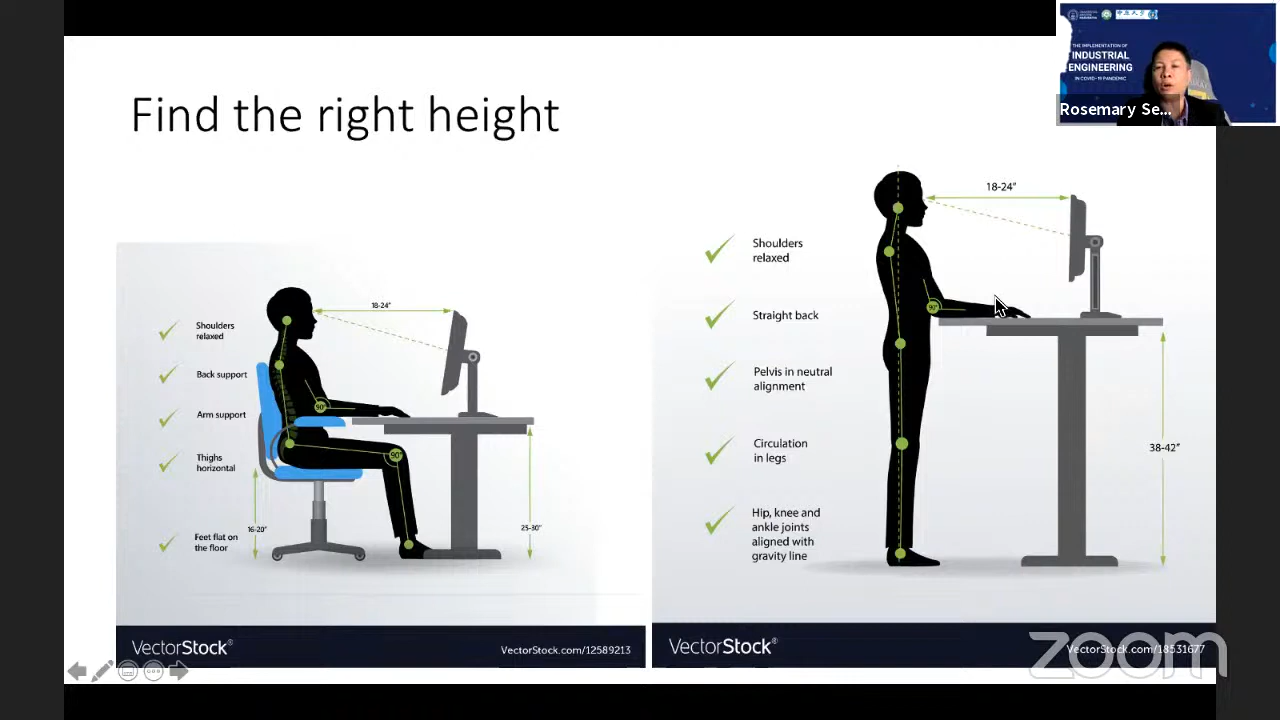 Find the right height
18-24"
Shoulders
relaxed
Back support
Arm support
90°
Thighs
horizontal
90°
16-20"
25-30"
Feet flat on
the floor
VectorStock®
VectorStock.com/12589213
18-24"
Shoulders
relaxed
90°
Straight back
Pelvis in neutral
alignment
Circulation
in legs
38-42"
Hip, knee and
ankle joints
aligned with
gravity line
VectorStock®
VectorStock.com/18531677
zoom
THE IMPLEMENTATION OF
INDUSTRIAL
ENGINEERING
IN COVID-19 PANDEMIC
Rosemary Se...